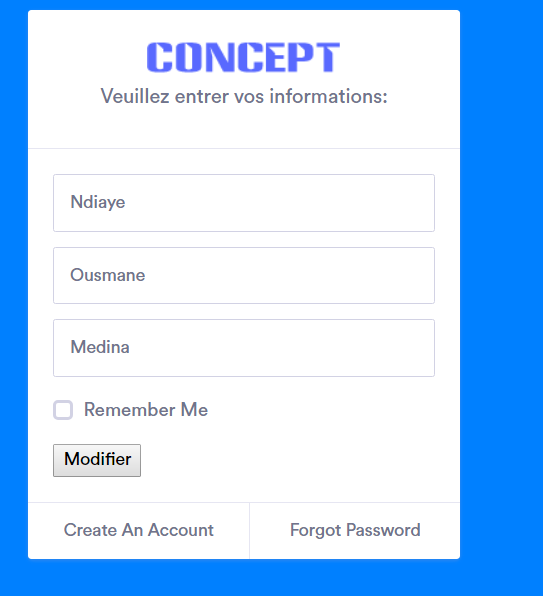 CONCEPT
Veuillez entrer vos informations:
Ndiaye
Ousmane
Medina
Remember Me
Modifier
Create An Account
Forgot Password